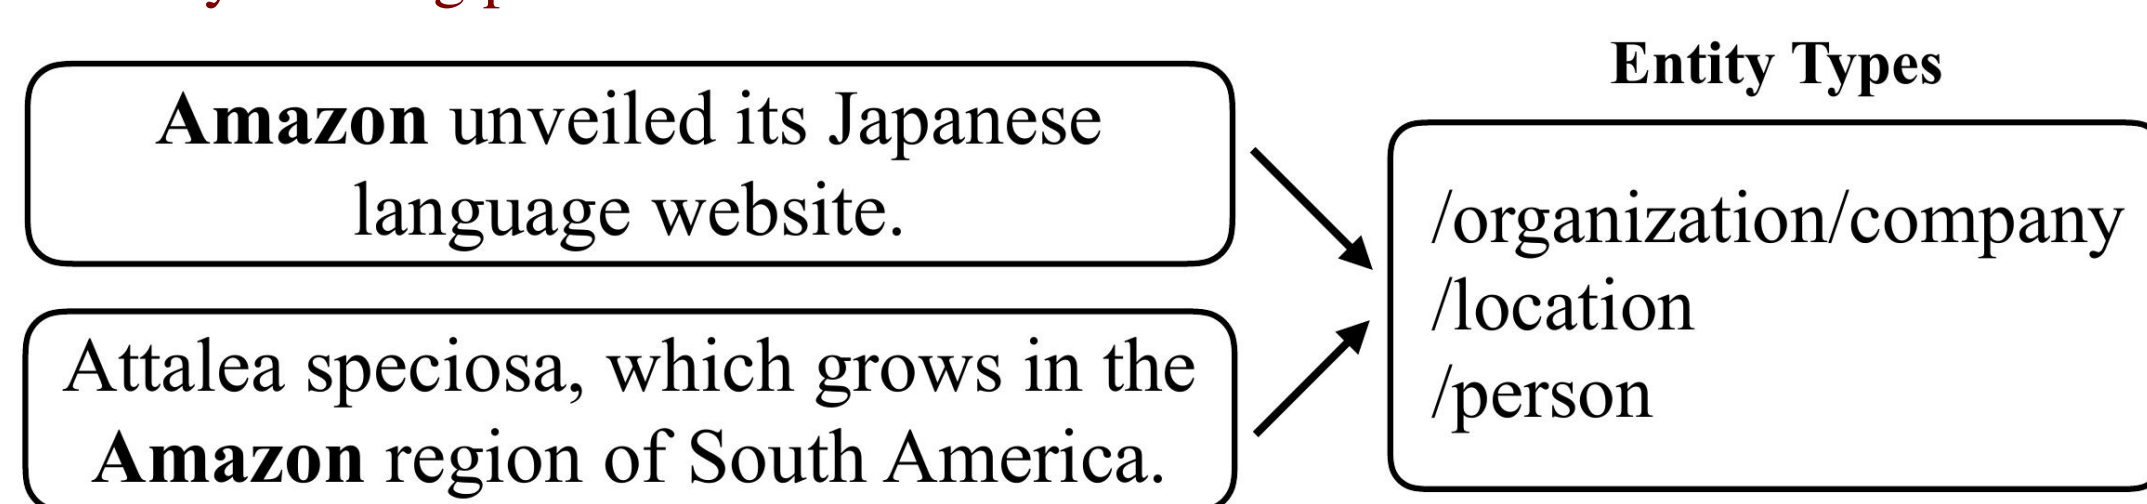 Amazon unveiled its Japanese
language website.
Attalea speciosa, which grows in the
Amazon region of South America.
Entity Types
/organization/company
/location
/person